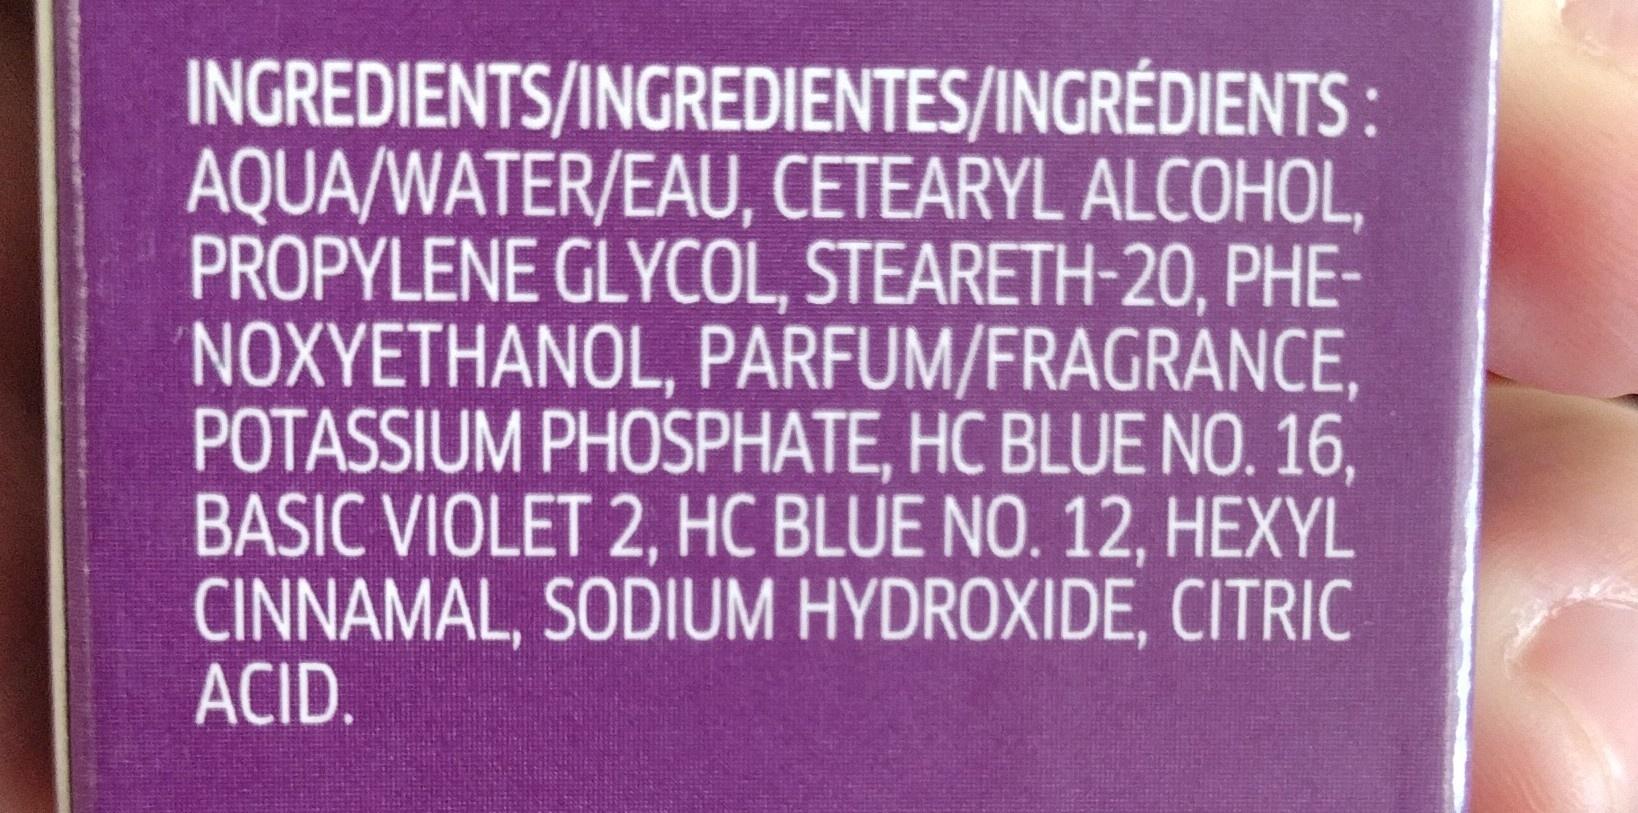 INGREDIENTS/INGREDIENTES/INGRÉDIENTS :
AQUA/WATER/EAU, CETEARYL ALCOHOL,
PROPYLENE GLYCOL, STEARETH-20, PHE-
NOXYETHANOL, PARFUM/FRAGRANCE,
POTASSIUM PHOSPHATE, HC BLUE NO. 16,
BASIC VIOLET 2, HC BLUE NO. 12, HEXYL
CINNAMAL, SODIUM HYDROXIDE, CITRIC
ACID.